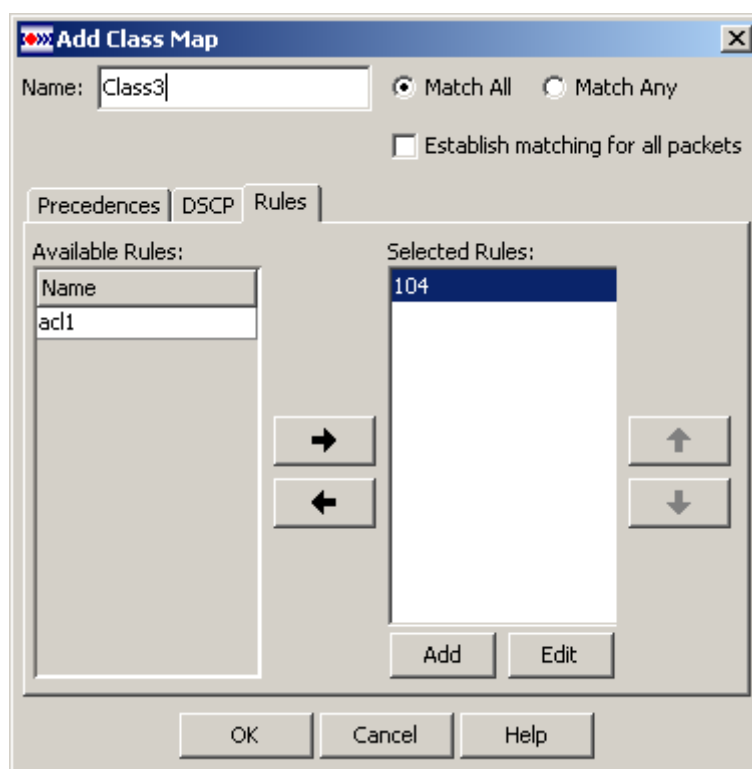 Add Class Map
Name: Class3 Match All Match Any
Establish matching for all packets
Precedences DSCP Rules
Available Rules: Selected Rules:
Name 104
acl1
Add Edit
OK Cancel Help